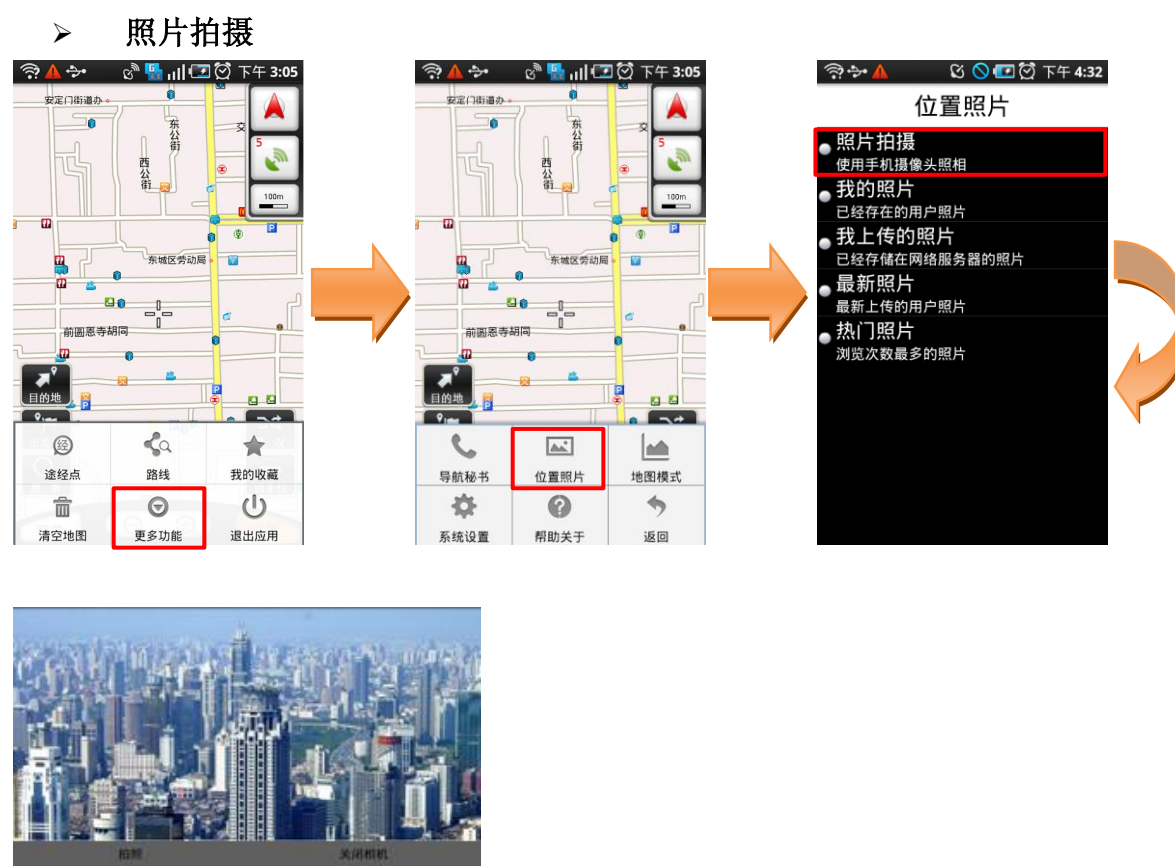 ➢ 照片拍摄
下午 3:05
安定门街道办
东公街
交
西公街
5
100m
东城区劳动局
前圆恩寺胡同
目的地
途经点
路线
我的收藏
清空地图
更多功能
退出应用
下午 3:05
安定门街道办
东公街
交
西公街
5
100m
东城区劳动局
前圆恩寺胡同
目的地
导航秘书
位置照片
地图模式
系统设置
帮助关于
返回
下午 4:32
位置照片
照片拍摄
使用手机摄像头照相
我的照片
已经存在的用户照片
我上传的照片
已经存储在网络服务器的照片
最新照片
最新上传的用户照片
热门照片
浏览次数最多的照片
拍照
关闭相机